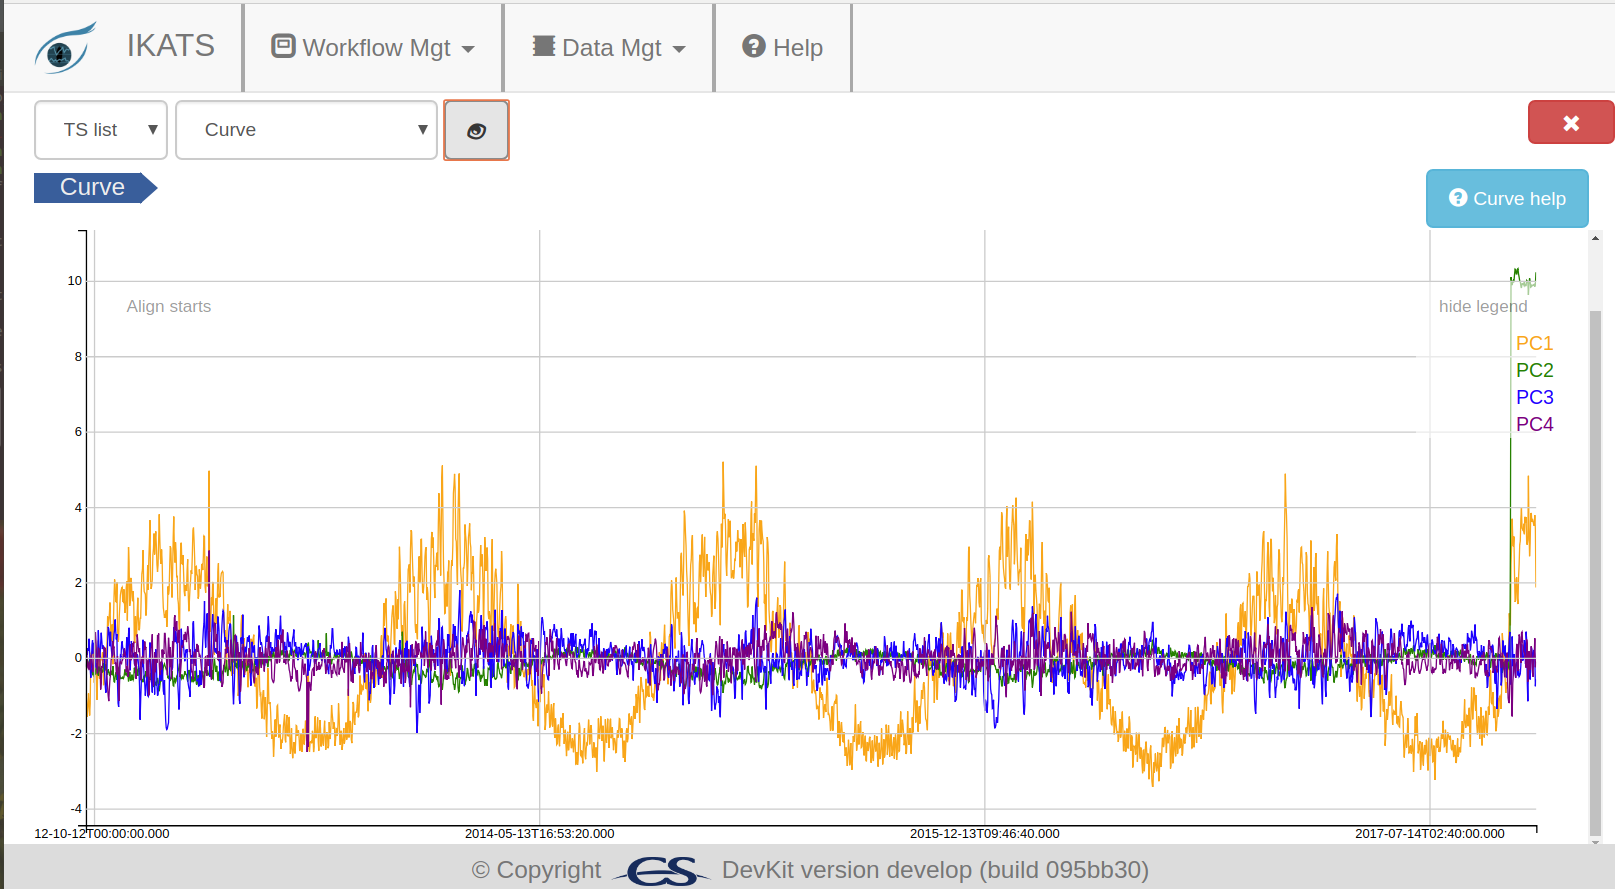 IKATS
Workflow Mgt
Data Mgt
Help
TS list
Curve
Curve
Curve help
Align starts
hide legend
PC1
PC2
PC3
PC4
10
8
6
4
2
0
-2
-4
12-10-12T00:00:00.000
2014-05-13T16:53:20.000
2015-12-13T09:46:40.000
2017-07-14T02:40:00.000
© Copyright CS DevKit version develop (build 095bb30)